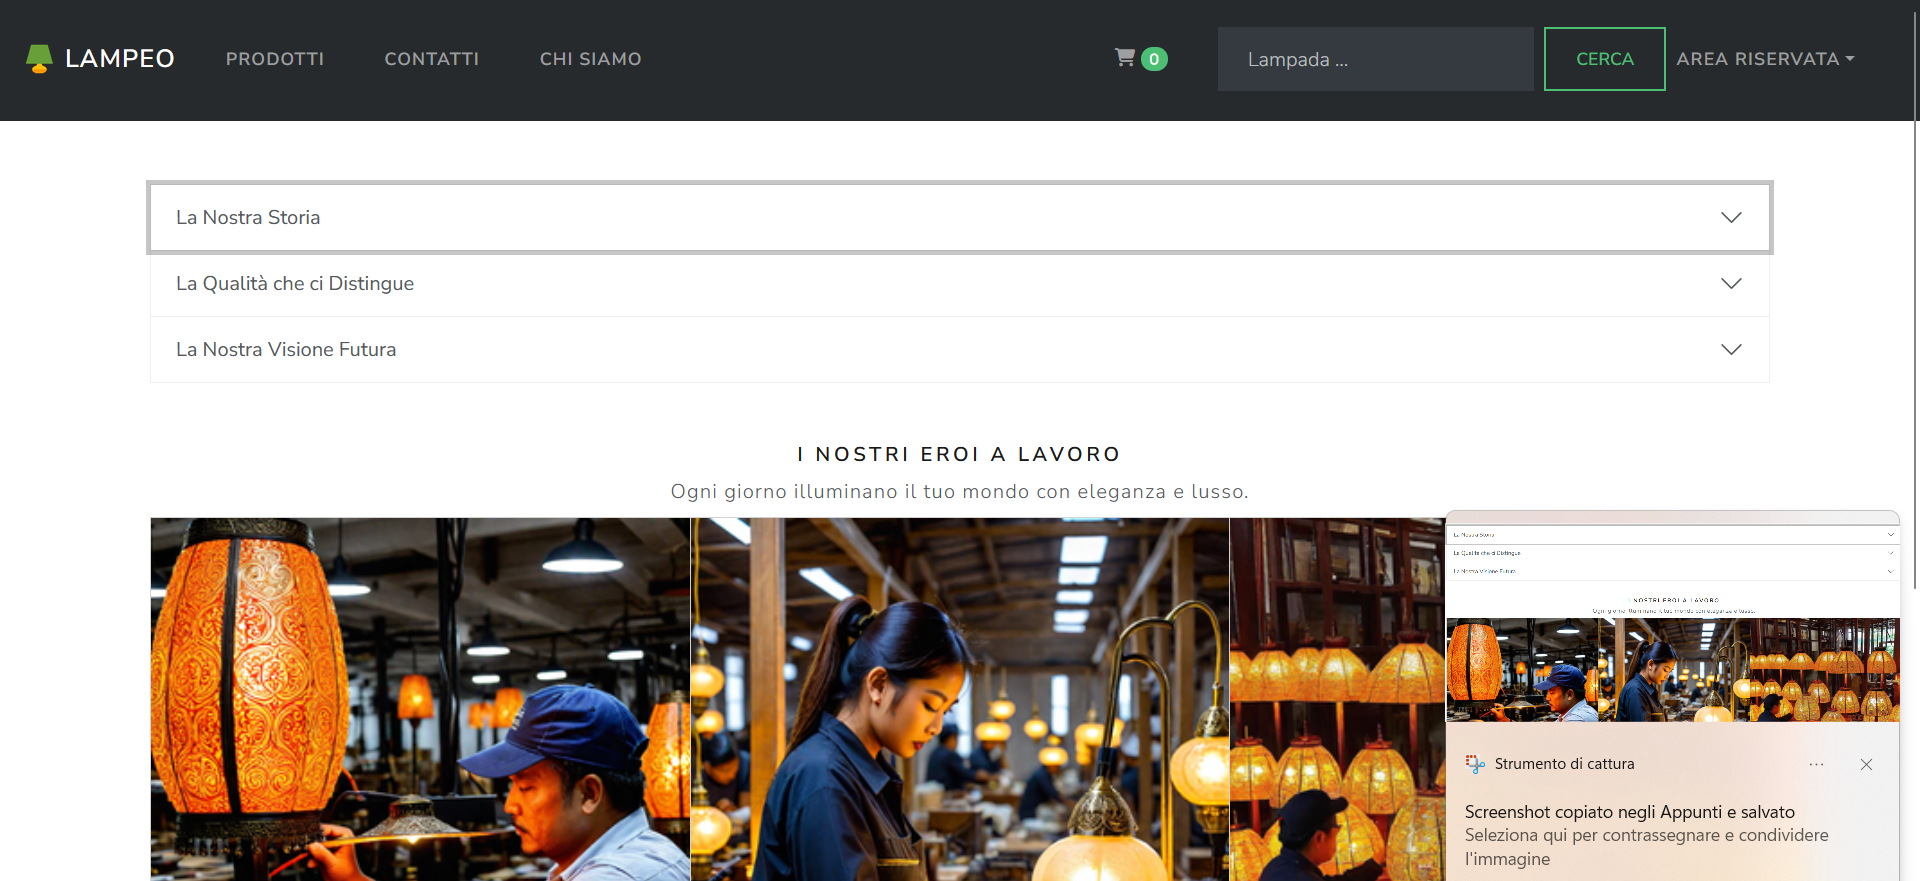 LAMPEO
PRODOTTI
CONTATTI
CHI SIAMO
0
Lampada ...
CERCA
AREA RISERVATA
La Nostra Storia
La Qualità che ci Distingue
La Nostra Visione Futura
I NOSTRI EROI A LAVORO
Ogni giorno illuminano il tuo mondo con eleganza e lusso.
La Nostra Storia
La Qualità che ci Distingue
La Nostra Visione Futura
I NOSTRI EROI A LAVORO
Ogni giorno illuminano il tuo mondo con eleganza e lusso.
Strumento di cattura
Screenshot copiato negli Appunti e salvato
Seleziona qui per contrassegnare e condividere
l'immagine